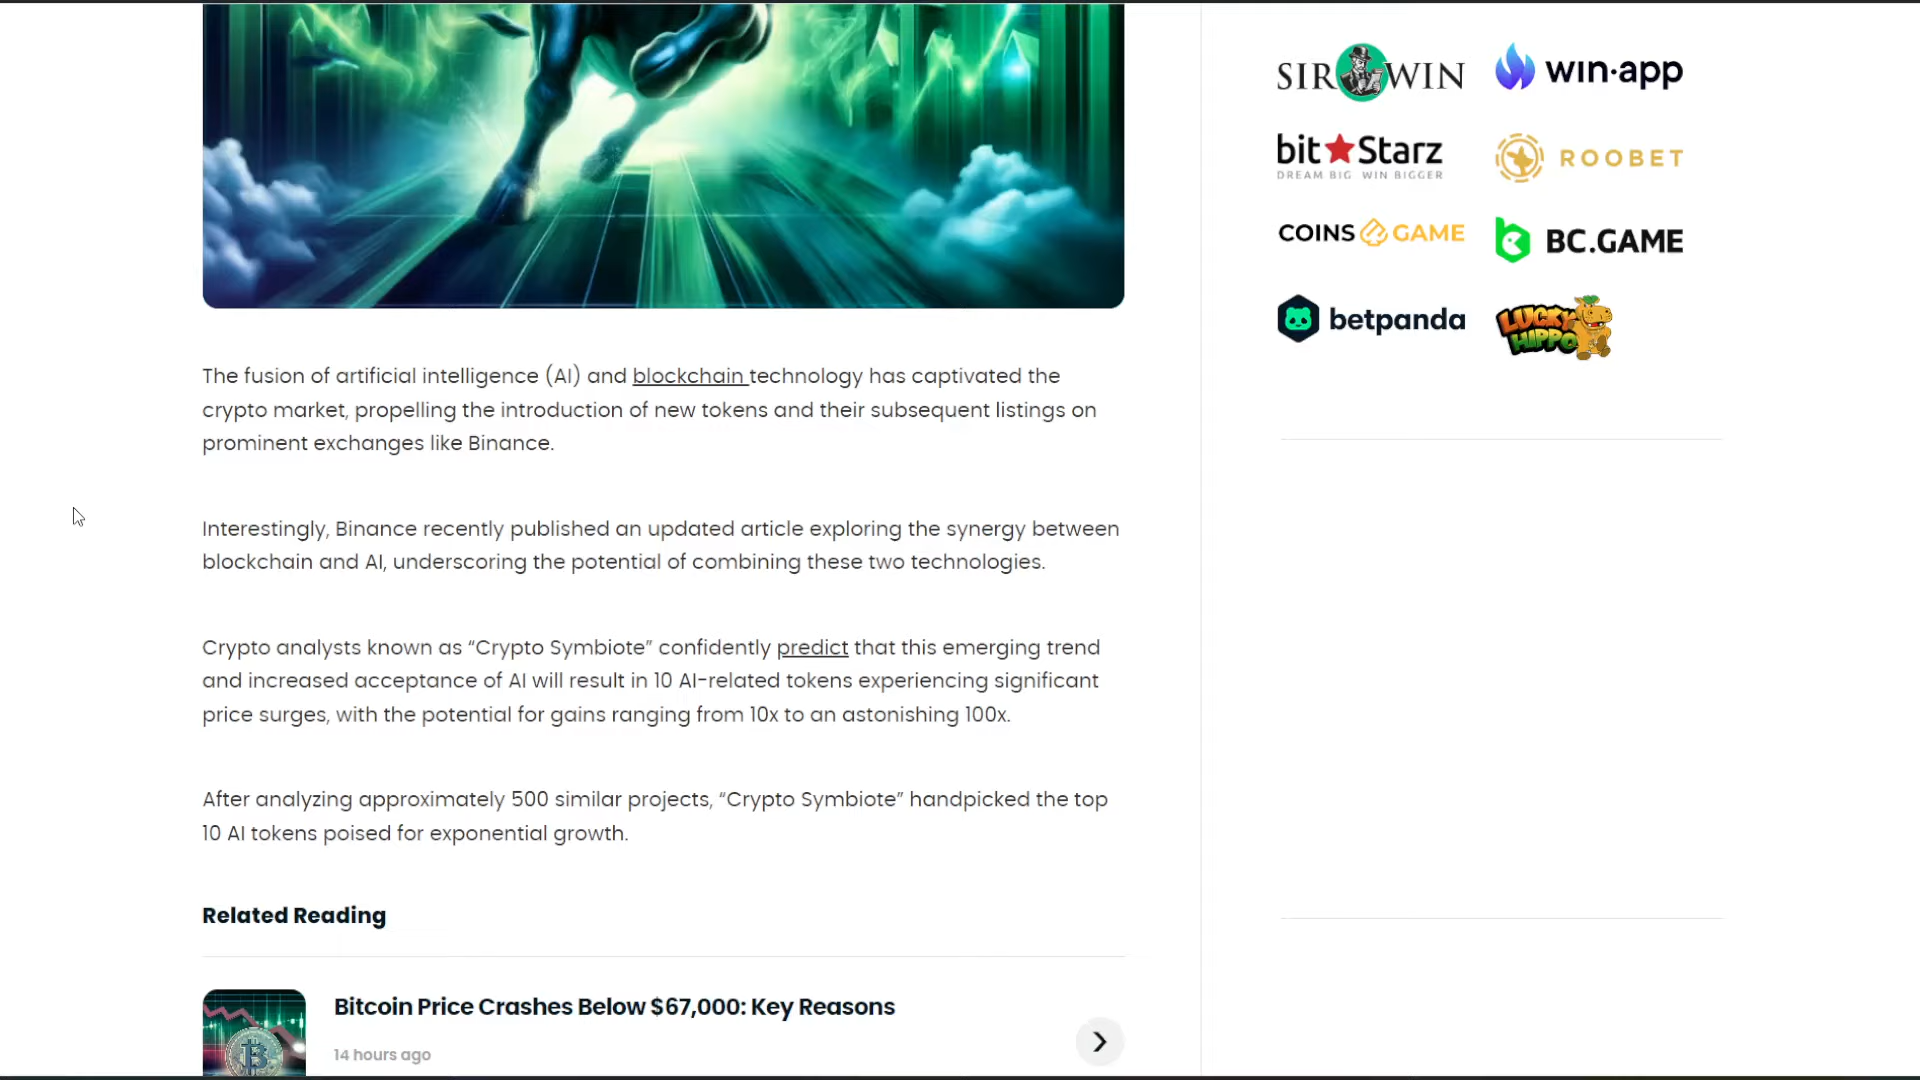 The fusion of artificial intelligence (AI) and blockchain technology has captivated the
crypto market, propelling the introduction of new tokens and their subsequent listings on
prominent exchanges like Binance.
Interestingly, Binance recently published an updated article exploring the synergy between
blockchain and AI, underscoring the potential of combining these two technologies.
Crypto analysts known as “Crypto Symbiote” confidently predict that this emerging trend
and increased acceptance of AI will result in 10 AI-related tokens experiencing significant
price surges, with the potential for gains ranging from 10x to an astonishing 100x.
After analyzing approximately 500 similar projects, “Crypto Symbiote” handpicked the top
10 AI tokens poised for exponential growth.
Related Reading
Bitcoin Price Crashes Below $67,000: Key Reasons
14 hours ago
SIR WIN
win·app
bit Starz
DREAM BIG WIN BIGGER
ROOBET
COINS GAME
BC.GAME
betpanda
LUCKY
HIPPO